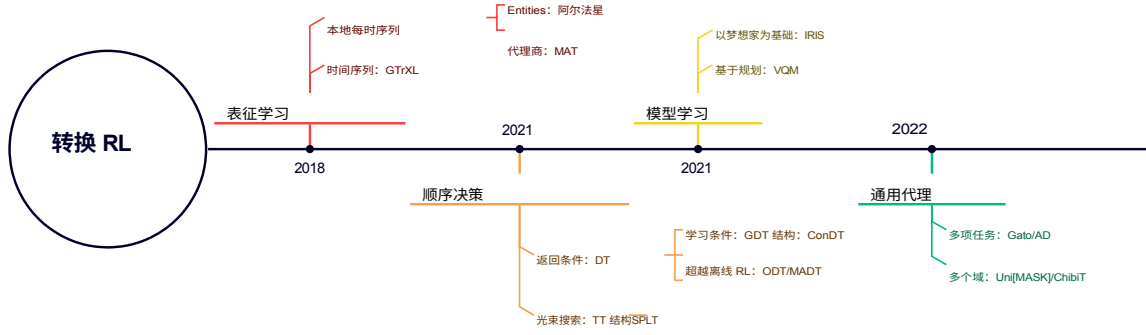 Entities：阿尔法星
本地每时序列
代理商：MAT
时间序列：GTrXL
以梦想家为基础：IRIS
基于规划：VQM
表征学习
模型学习
转换 RL
2018
2021
2021
2022
顺序决策
通用代理
返回条件：DT
学习条件：GDT 结构：ConDT
超越离线 RL：ODT/MADT
光束搜索：TT 结构SPLT
多项任务：Gato/AD
多个域：Uni[MASK]/ChibiT